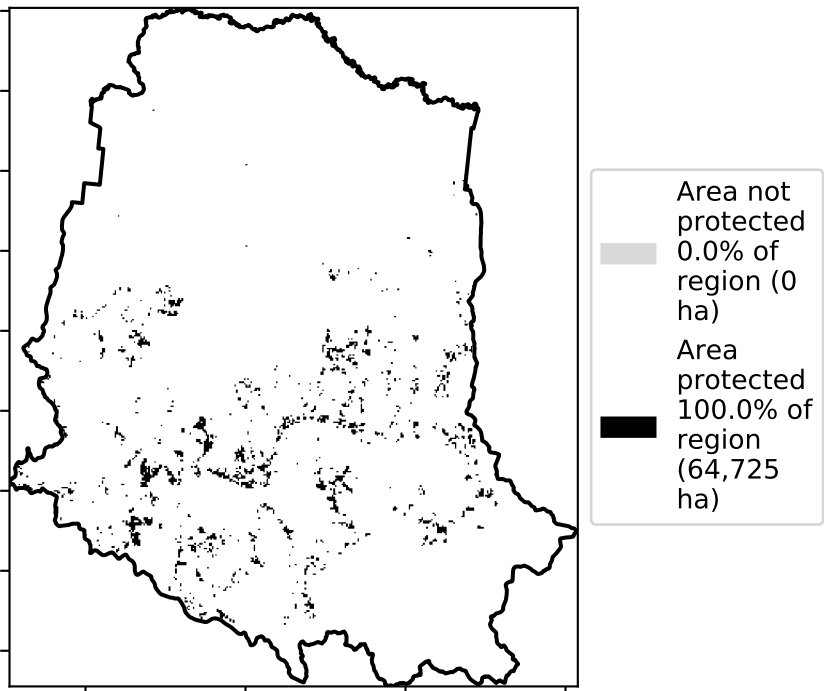 Area not
protected
0.0% of
region (0
ha)
Area
protected
100.0% of
region
(64,725
ha)